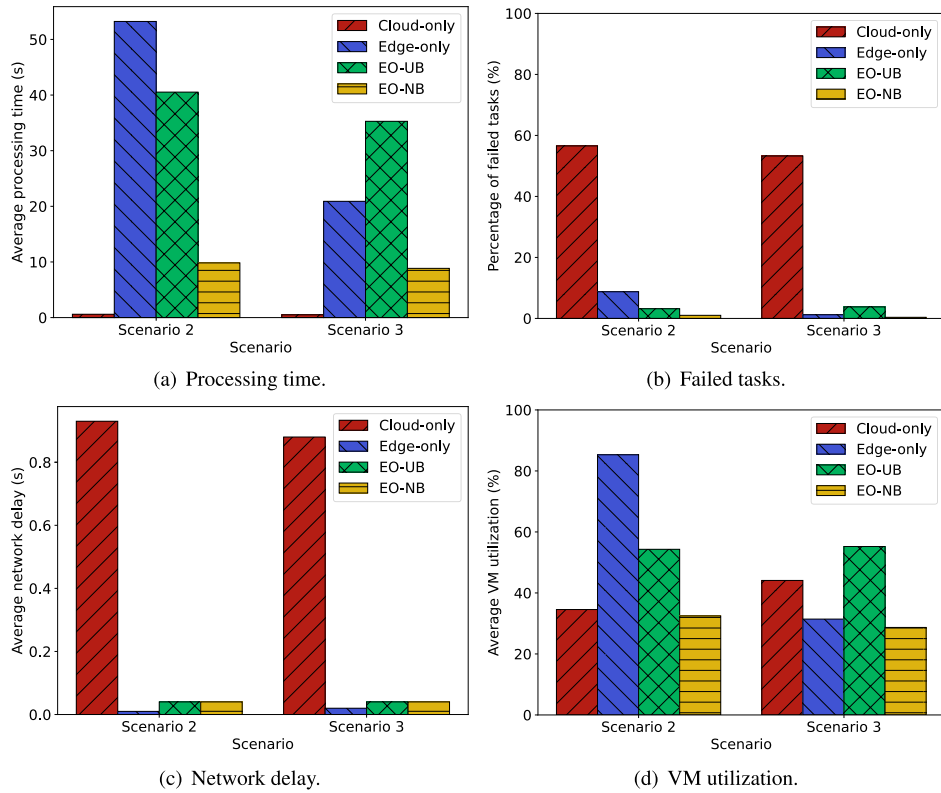 Average processing time (s)
50
40
30
20
10
0
Cloud-only
Edge-only
EO-UB
EO-NB
Scenario 2
Scenario 3
Scenario
(a) Processing time.
Percentage of failed tasks (%)
100
80
60
40
20
0
Cloud-only
Edge-only
EO-UB
EO-NB
Scenario 2
Scenario 3
Scenario
(b) Failed tasks.
Average network delay (s)
0.8
0.6
0.4
0.2
0.0
Cloud-only
Edge-only
EO-UB
EO-NB
Scenario 2
Scenario 3
Scenario
(c) Network delay.
Average VM utilization (%)
100
80
60
40
20
0
Cloud-only
Edge-only
EO-UB
EO-NB
Scenario 2
Scenario 3
Scenario
(d) VM utilization.